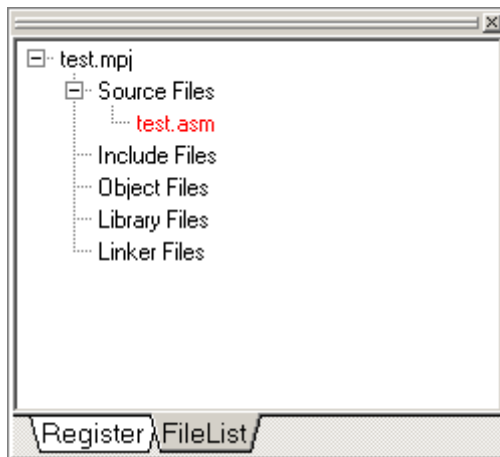 test.mpj
Source Files
test.asm
Include Files
Object Files
Library Files
Linker Files
Register FileList